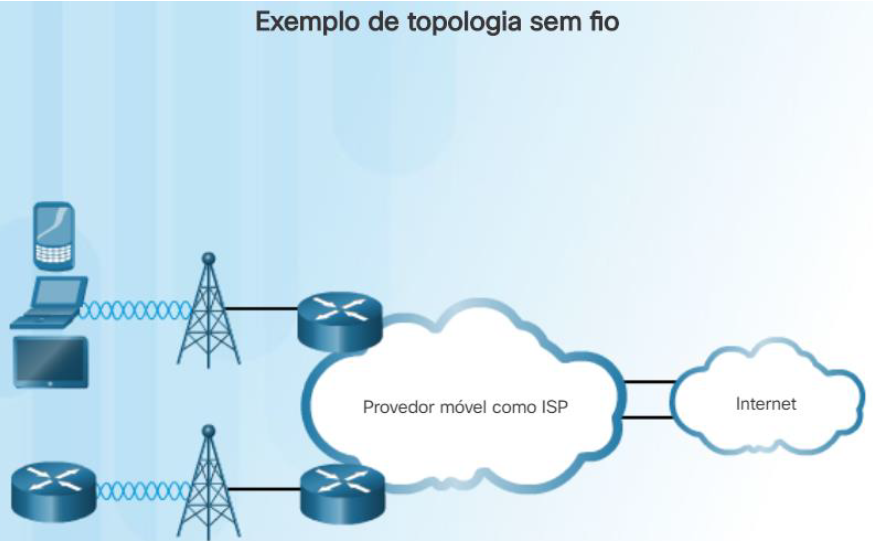 Exemplo de topologia sem fio
Provedor móvel como ISP
Internet